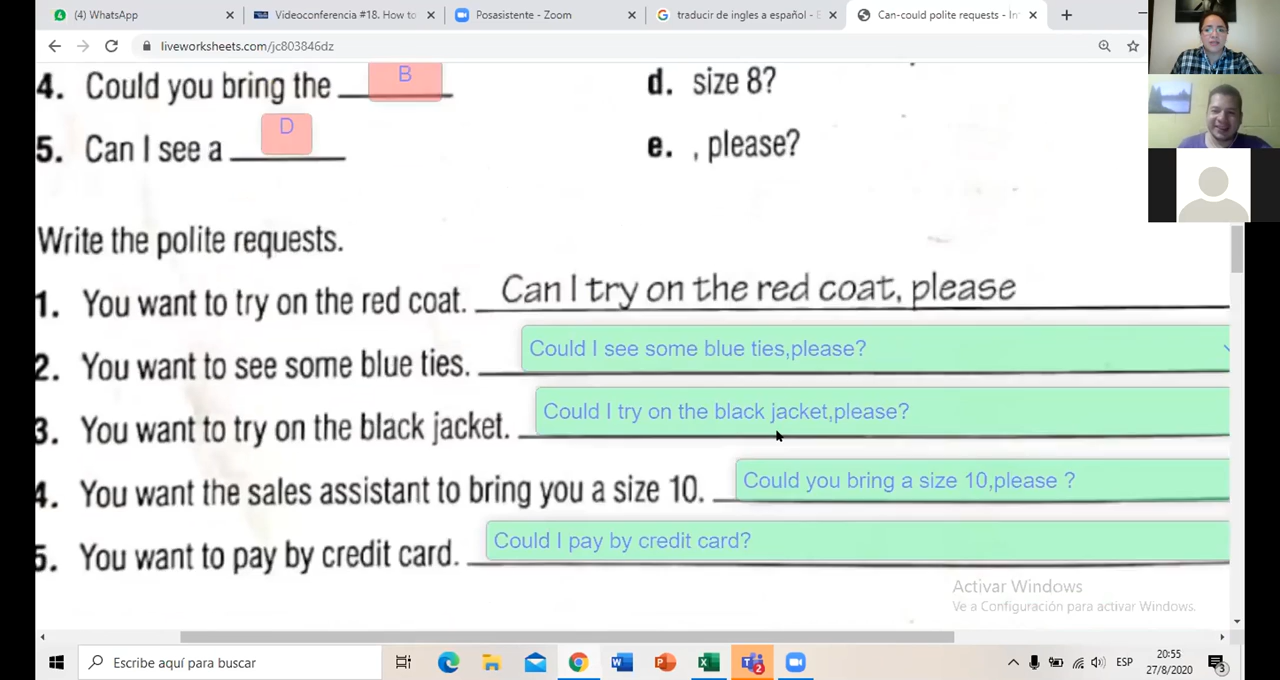 (4) WhatsApp
Videoconferencia #18. How to
Posasistente - Zoom
traducir de ingles a español -
Can-could polite requests - In
liveworksheets.com/jc803846dz
4. Could you bring the B
d. size 8?
5. Can I see a D
e. , please?
Write the polite requests.
1. You want to try on the red coat. Can I try on the red coat, please
2. You want to see some blue ties. Could I see some blue ties,please?
3. You want to try on the black jacket. Could I try on the black jacket,please?
4. You want the sales assistant to bring you a size 10. Could you bring a size 10,please ?
5. You want to pay by credit card. Could I pay by credit card?
Activar Windows
Ve a Configuración para activar Windows.
Escribe aquí para buscar
ESP
20:55
27/8/2020